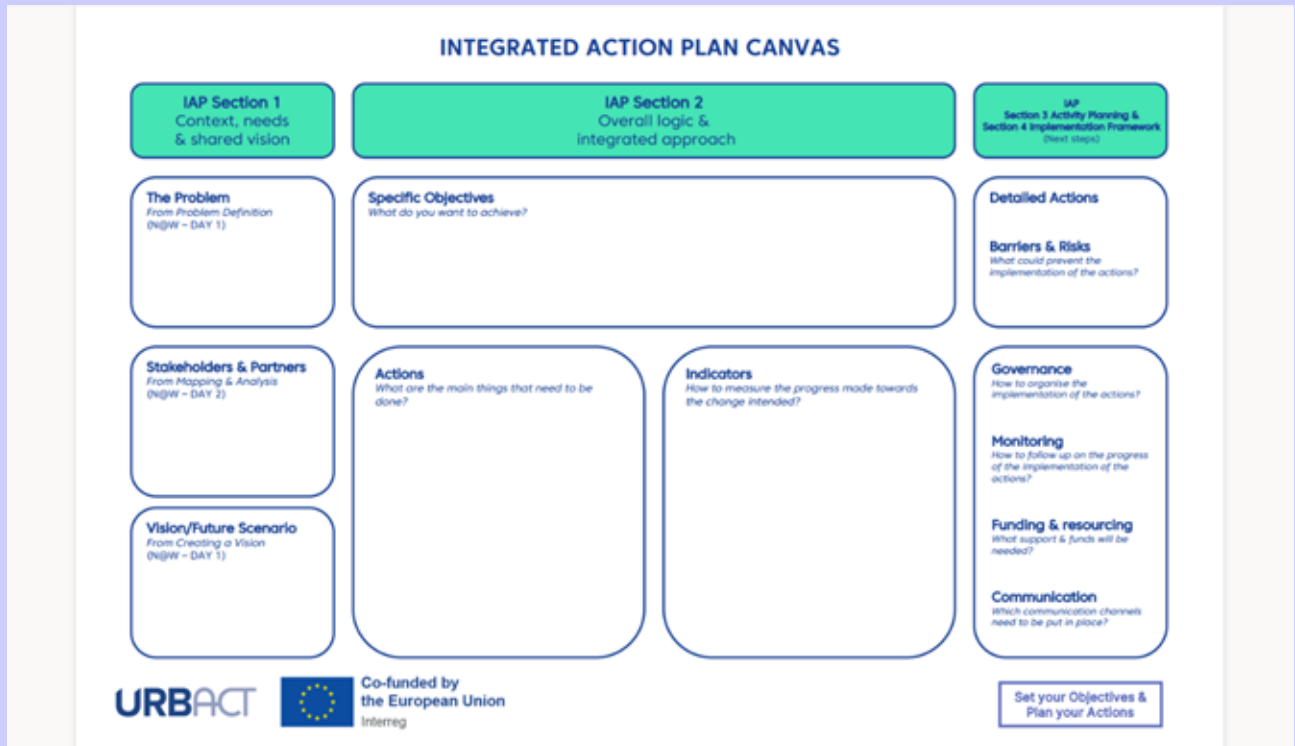 INTEGRATED ACTION PLAN CANVAS
IAP Section 1
Context, needs
& shared vision
IAP Section 2
Overall logic &
integrated approach
IAP
Section 3 Activity Planning &
Section 4 Implementation Framework
(Next steps)
The Problem
From Problem Definition
(N@W – DAY 1)
Stakeholders & Partners
From Mapping & Analysis
(N@W – DAY 2)
Vision/Future Scenario
From Creating a Vision
(N@W – DAY 1)
Specific Objectives
What do you want to achieve?
Actions
What are the main things that need to be
done?
Indicators
How to measure the progress made towards
the change intended?
Detailed Actions
Barriers & Risks
What could prevent the
implementation of the actions?
Governance
How to organise the
implementation of the actions?
Monitoring
How to follow up on the progress
of the implementation of the
actions?
Funding & resourcing
What support & funds will be
needed?
Communication
Which communication channels
need to be put in place?
URBACT
Co-funded by
the European Union
Interreg
Set your Objectives &
Plan your Actions